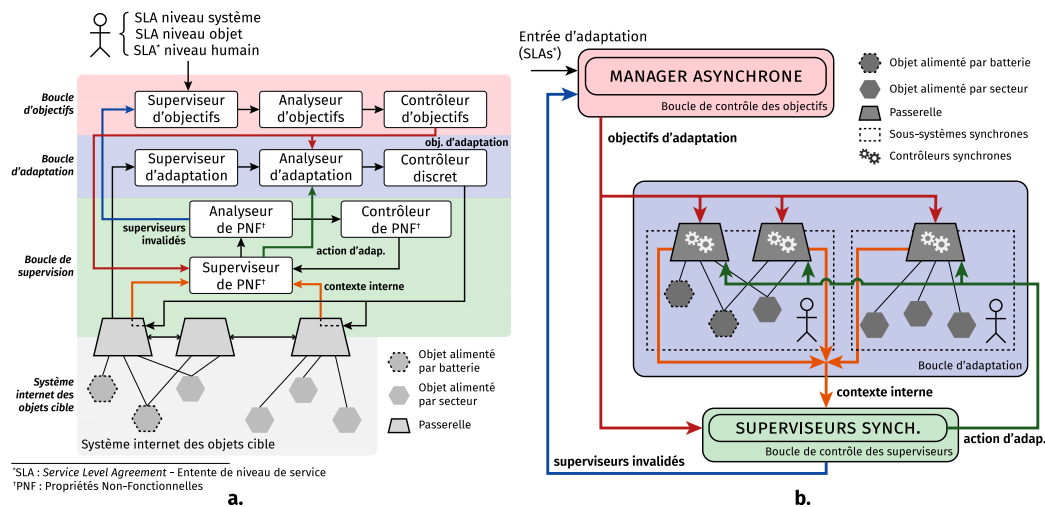 SLA niveau système
SLA niveau objet
SLA* niveau humain
Boucle
d'objectifs
Superviseur
d'objectifs
Analyseur
d'objectifs
Contrôleur
d'objectifs
obj. d'adaptation
Boucle
d'adaptation
Superviseur
d'adaptation
Analyseur
d'adaptation
Contrôleur
discret
Analyseur
de PNF†
Contrôleur
de PNF†
superviseurs
invalidés
action d'adap.
Boucle de
supervision
Superviseur
de PNF†
contexte interne
Système
internet des
objets cible
Objet alimenté
par batterie
Objet alimenté
par secteur
Passerelle
Système internet des objets cible
*SLA : Service Level Agreement – Entente de niveau de service
†PNF : Propriétés Non-Fonctionnelles
a.
Entrée d'adaptation
(SLAs*)
MANAGER ASYNCHRONE
Boucle de contrôle des objectifs
Objet alimenté par batterie
Objet alimenté par secteur
Passerelle
Sous-systèmes synchrones
Contrôleurs synchrones
objectifs d'adaptation
Boucle d'adaptation
contexte interne
SUPERVISEURS SYNCH.
Boucle de contrôle des superviseurs
action d'adap.
superviseurs invalidés
b.